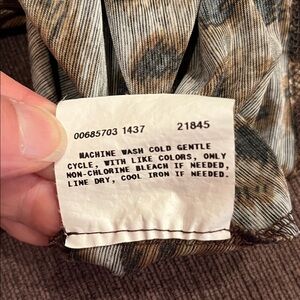 00685703 1437 21845
MACHINE WASH COLD GENTLE
CYCLE, WITH LIKE COLORS, ONLY
NON-CHLORINE BLEACH IF NEEDED,
LINE DRY, COOL IRON IF NEEDED.